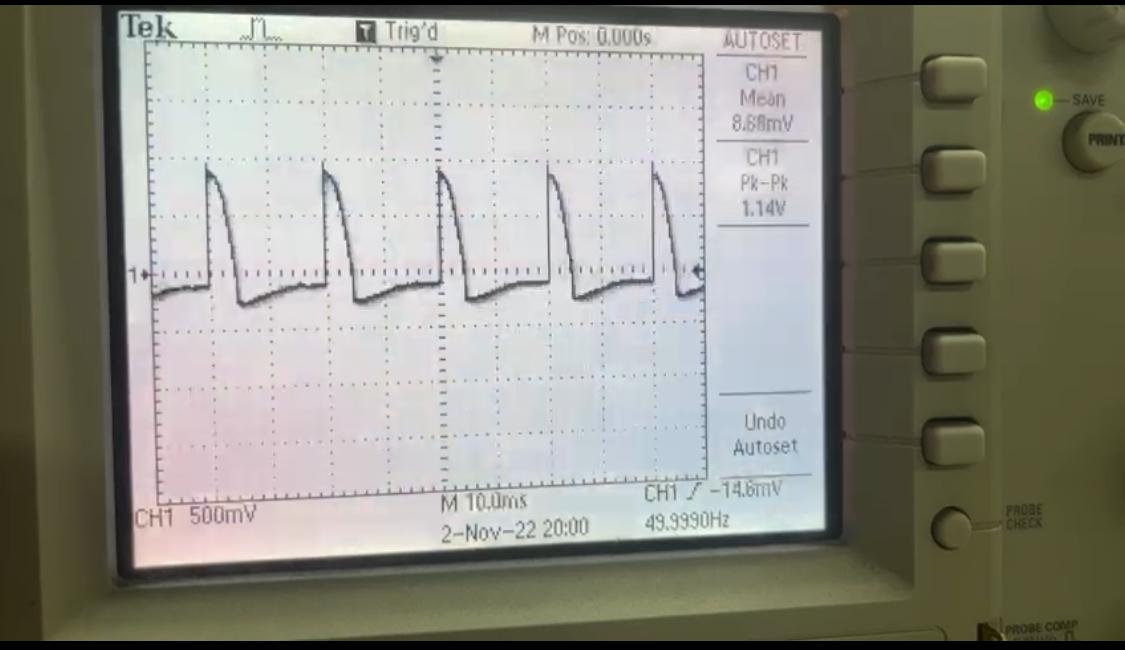 Tek
T Trig'd
M Pos: 0.000s
AUTOSET
CH1
Mean
8.68mV
CH1
Pk-Pk
1.14V
Undo
Autoset
1
CH1 500mV
M 10.0ms
CH1 -14.6mV
2-Nov-22 20:00
49.9990Hz
SAVE
PRINT
PROBE
CHECK
PROBE COMP